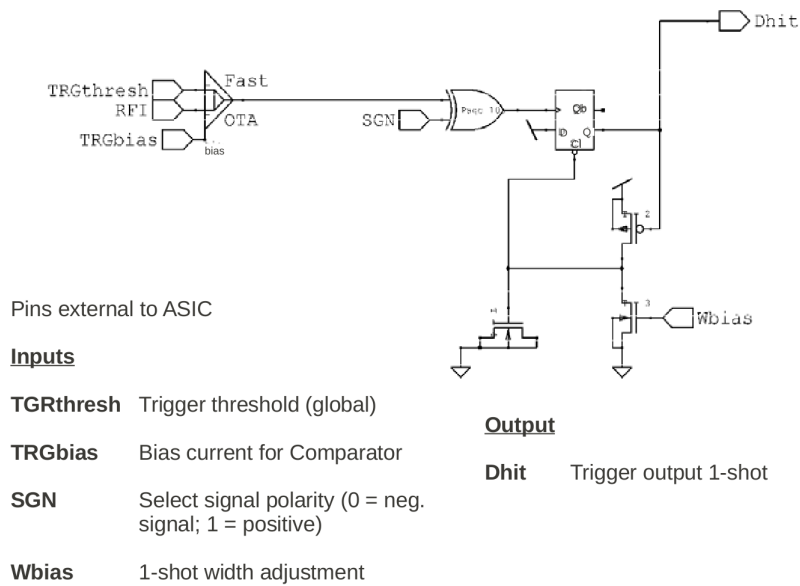 Dhit
Fast
TRGthresh
RFI
OTA
SGN
Qb
TRGbias
bias
D Q
Cl
2
3
Wbias
Pins external to ASIC
Inputs
TGRthresh Trigger threshold (global)
TRGbias Bias current for Comparator
SGN Select signal polarity (0 = neg.
signal; 1 = positive)
Wbias 1-shot width adjustment
Output
Dhit Trigger output 1-shot